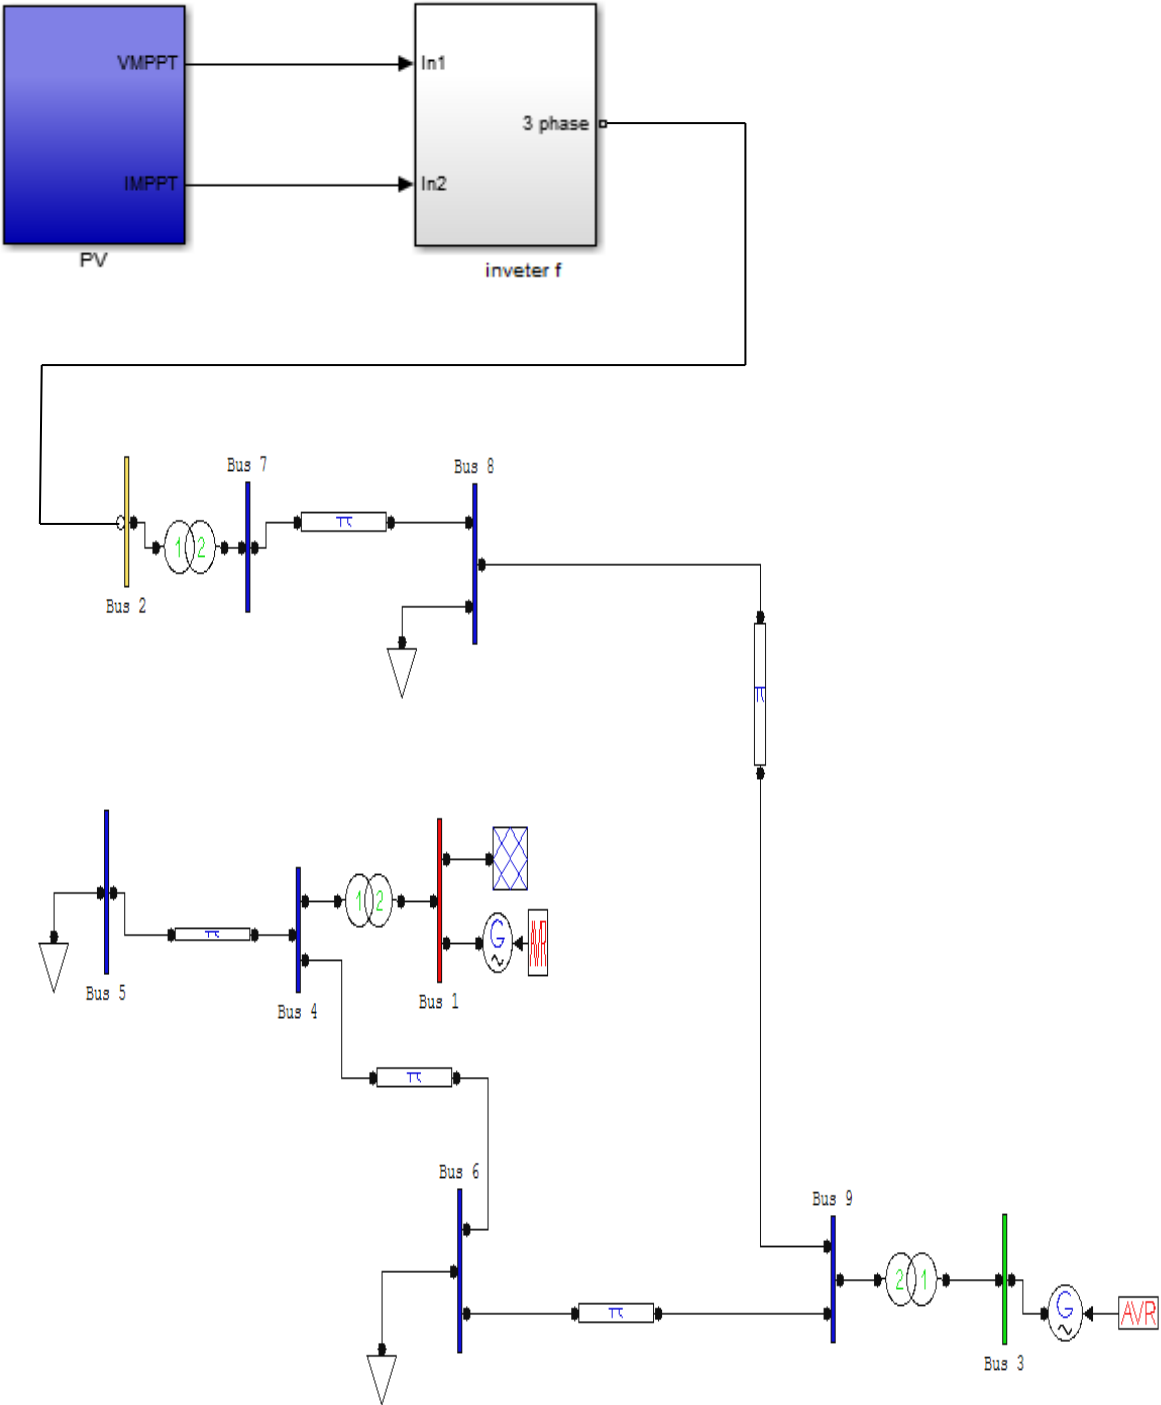 VMPPT
In1
3 phase
IMPPT
In2
PV
inveter f
Bus 7
Bus 8
π
1 2
Bus 2
π
1 2
G
AVR
π
Bus 5
Bus 4
Bus 1
π
Bus 6
Bus 9
2 1
G
AVR
π
Bus 3